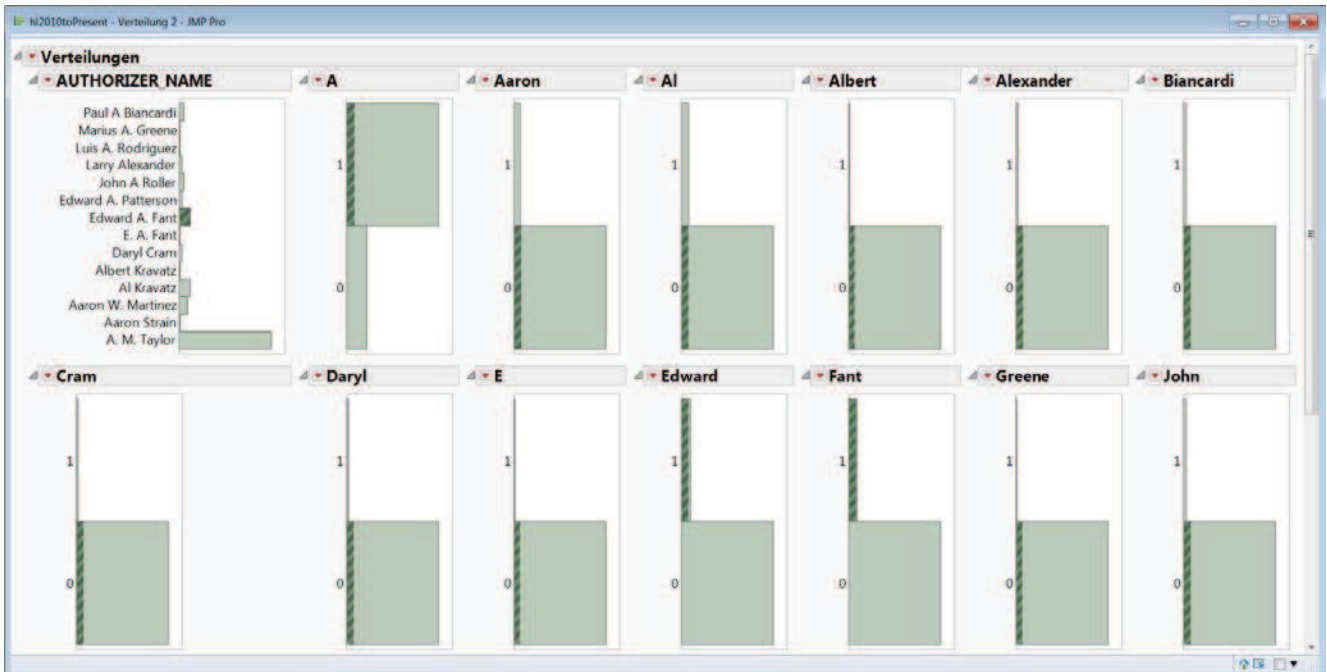 hl2010toPresent - Verteilung 2 - JMP Pro
Verteilungen
AUTHORIZER_NAME
A
Aaron
Al
Albert
Alexander
Biancardi
Paul A Biancardi
Marius A. Greene
Luis A. Rodriguez
Larry Alexander
John A Roller
Edward A. Patterson
Edward A. Fant
E. A. Fant
Daryl Cram
Albert Kravatz
Al Kravatz
Aaron W. Martinez
Aaron Strain
A. M. Taylor
1
0
1
0
1
0
1
0
1
0
1
0
Cram
Daryl
E
Edward
Fant
Greene
John
1
0
1
0
1
0
1
0
1
0
1
0
1
0